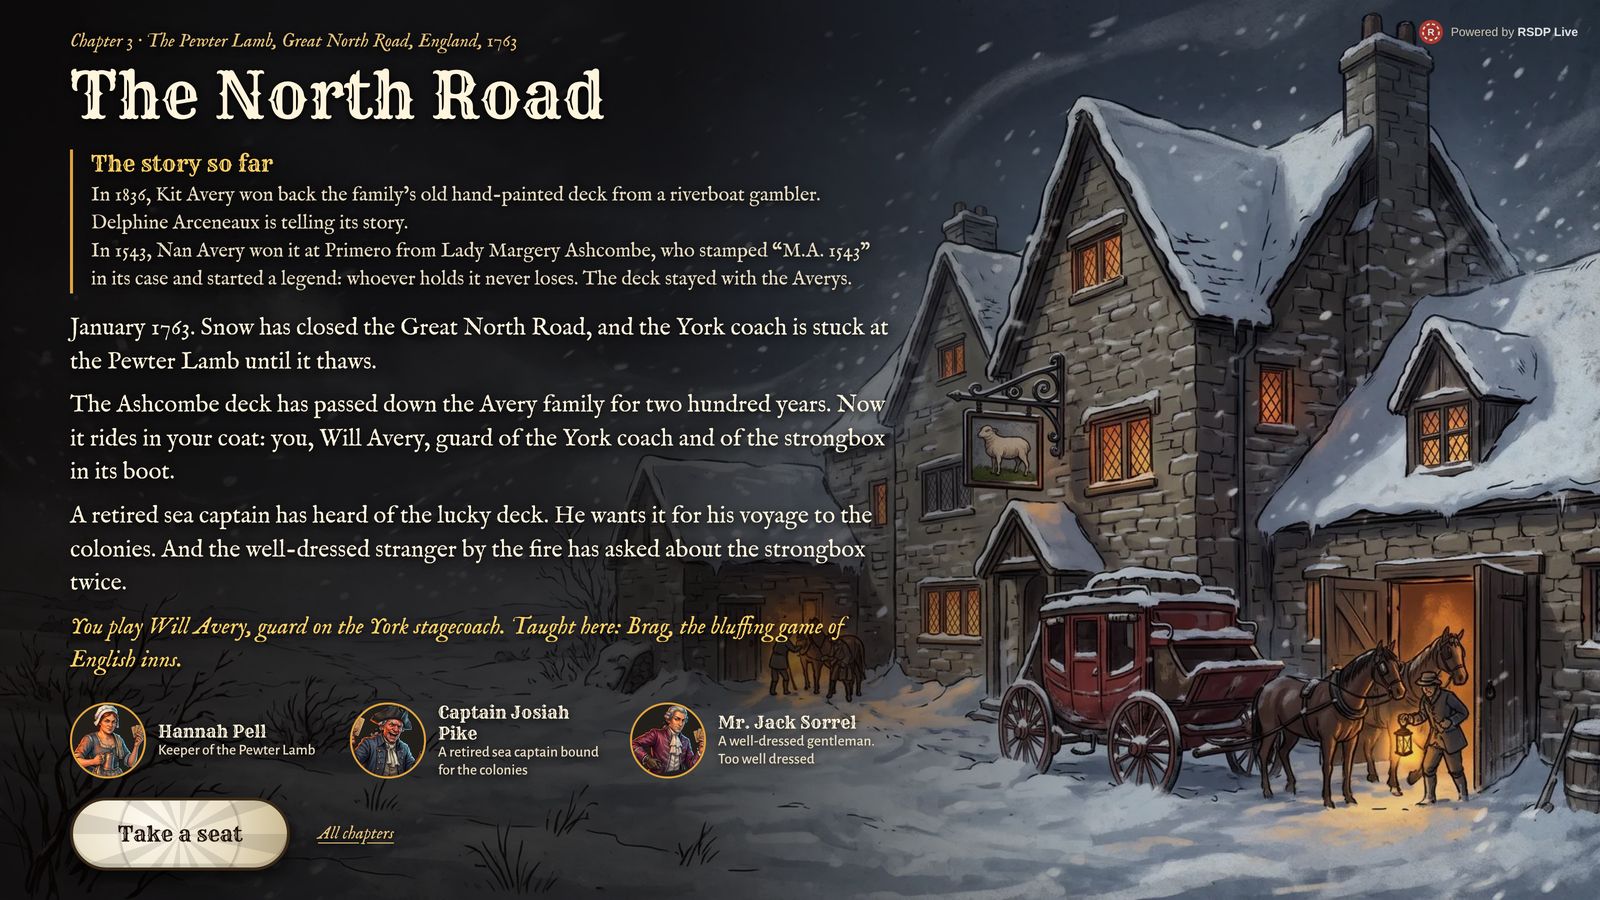 Chapter 3 · The Pewter Lamb, Great North Road, England, 1763
Powered by RSDP Live
The North Road
The story so far
In 1836, Kit Avery won back the family's old hand-painted deck from a riverboat gambler.
Delphine Arceneaux is telling its story.
In 1543, Nan Avery won it at Primero from Lady Margery Ashcombe, who stamped “M.A. 1543”
in its case and started a legend: whoever holds it never loses. The deck stayed with the Averys.
January 1763. Snow has closed the Great North Road, and the York coach is stuck at
the Pewter Lamb until it thaws.
The Ashcombe deck has passed down the Avery family for two hundred years. Now
it rides in your coat: you, Will Avery, guard of the York coach and of the strongbox
in its boot.
A retired sea captain has heard of the lucky deck. He wants it for his voyage to the
colonies. And the well-dressed stranger by the fire has asked about the strongbox
twice.
You play Will Avery, guard on the York stagecoach. Taught here: Brag, the bluffing game of
English inns.
Hannah Pell
Keeper of the Pewter Lamb
Captain Josiah
Pike
A retired sea captain bound
for the colonies
Mr. Jack Sorrel
A well-dressed gentleman.
Too well dressed
Take a seat
All chapters